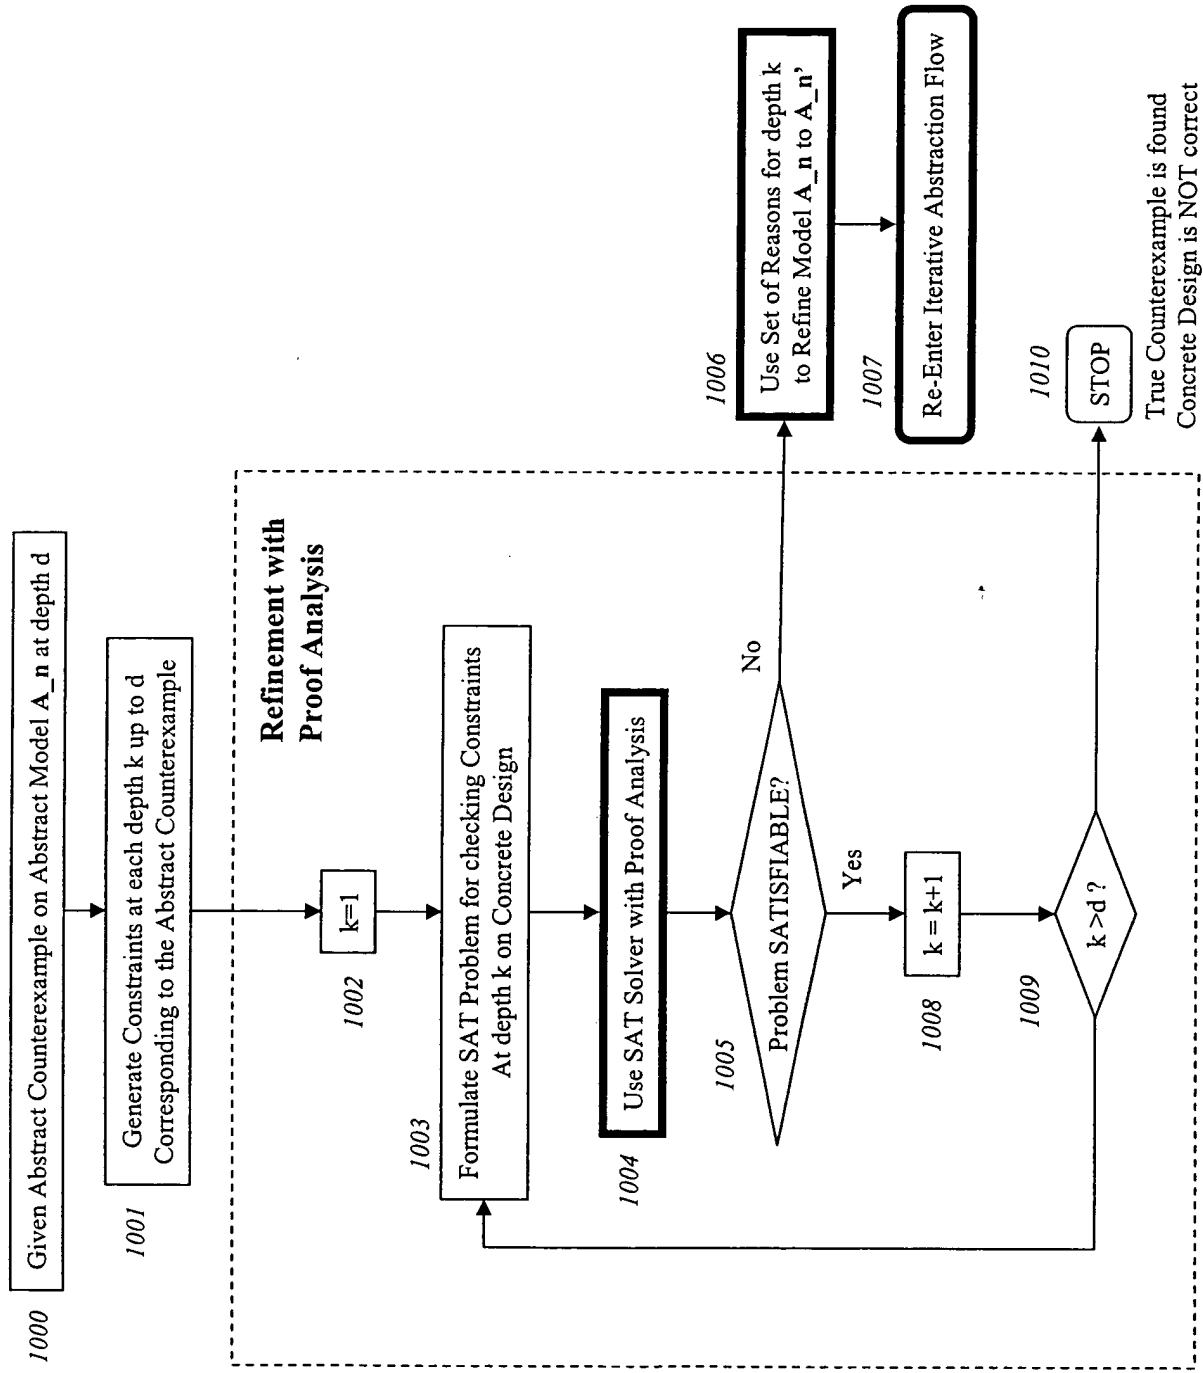 1000
Given Abstract Counterexample on Abstract Model A_n at depth d
1001
Generate Constraints at each depth k up to d
Corresponding to the Abstract Counterexample
Refinement with
Proof Analysis
1002
k=1
1003
Formulate SAT Problem for checking Constraints
At depth k on Concrete Design
1004
Use SAT Solver with Proof Analysis
1005
Problem SATISFIABLE?
No
Yes
1006
Use Set of Reasons for depth k
to Refine Model A_n to A_n’
1007
Re-Enter Iterative Abstraction Flow
1008
k = k+1
1009
k >d ?
1010
STOP
True Counterexample is found
Concrete Design is NOT correct